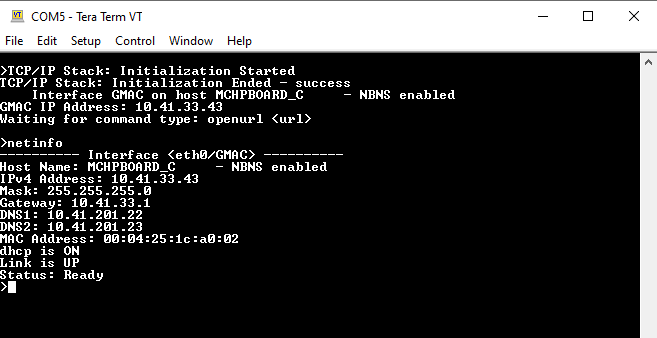 VT COM5 - Tera Term VT
File Edit Setup Control Window Help
>TCP/IP Stack: Initialization Started
TCP/IP Stack: Initialization Ended - success
    Interface GMAC on host MCHPBOARD_C     - NBNS enabled
GMAC IP Address: 10.41.33.43
Waiting for command type: openurl <url>
>netinfo
---------- Interface <eth0/GMAC> ----------
Host Name: MCHPBOARD_C     - NBNS enabled
IPv4 Address: 10.41.33.43
Mask: 255.255.255.0
Gateway: 10.41.33.1
DNS1: 10.41.201.22
DNS2: 10.41.201.23
MAC Address: 00:04:25:1c:a0:02
dhcp is ON
Link is UP
Status: Ready
>